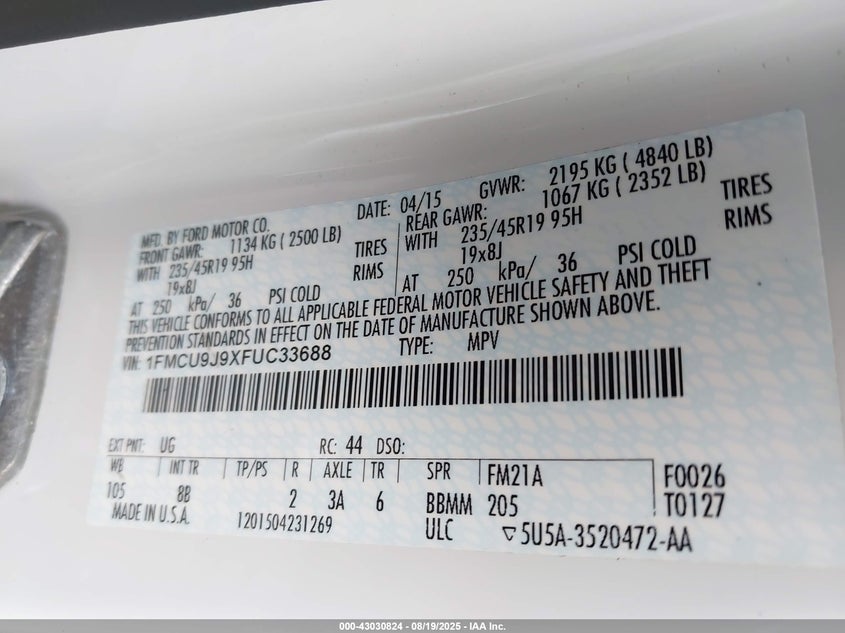 MFD. BY FORD MOTOR CO.
DATE: 04/15
GVWR: 2195 KG ( 4840 LB)
FRONT GAWR: 1134 KG ( 2500 LB)
REAR GAWR: 1067 KG ( 2352 LB)
WITH 235/45R19 95H TIRES
WITH 235/45R19 95H TIRES
19x8J RIMS
19x8J RIMS
AT 250 kPa/ 36 PSI COLD
AT 250 kPa/ 36 PSI COLD
THIS VEHICLE CONFORMS TO ALL APPLICABLE FEDERAL MOTOR VEHICLE SAFETY AND THEFT
PREVENTION STANDARDS IN EFFECT ON THE DATE OF MANUFACTURE SHOWN ABOVE.
VIN: 1FMCU9J9XFUC33688
TYPE: MPV
EXT PNT: UG RC: 44 DSO:
WB INT TR TP/PS R AXLE TR SPR FM21A F0026
105 8B 2 3A 6 BBMM 205 T0127
MADE IN U.S.A. 1201504231269 ULC ▽5U5A-3520472-AA
000-43030824 - 08/19/2025 - IAA Inc.